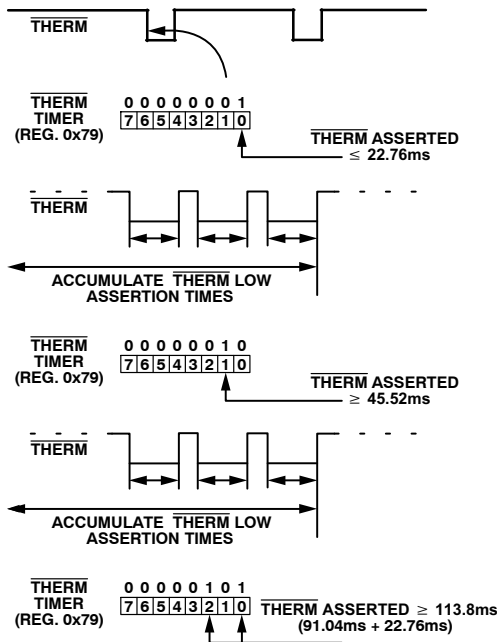 THERM
THERM
TIMER
(REG. 0x79)
0 0 0 0 0 0 0 1
7 6 5 4 3 2 1 0
THERM ASSERTED
≤ 22.76ms
THERM
ACCUMULATE THERM LOW
ASSERTION TIMES
THERM
TIMER
(REG. 0x79)
0 0 0 0 0 0 1 0
7 6 5 4 3 2 1 0
THERM ASSERTED
≥ 45.52ms
THERM
ACCUMULATE THERM LOW
ASSERTION TIMES
THERM
TIMER
(REG. 0x79)
0 0 0 0 0 1 0 1
7 6 5 4 3 2 1 0
THERM ASSERTED ≥ 113.8ms
(91.04ms + 22.76ms)